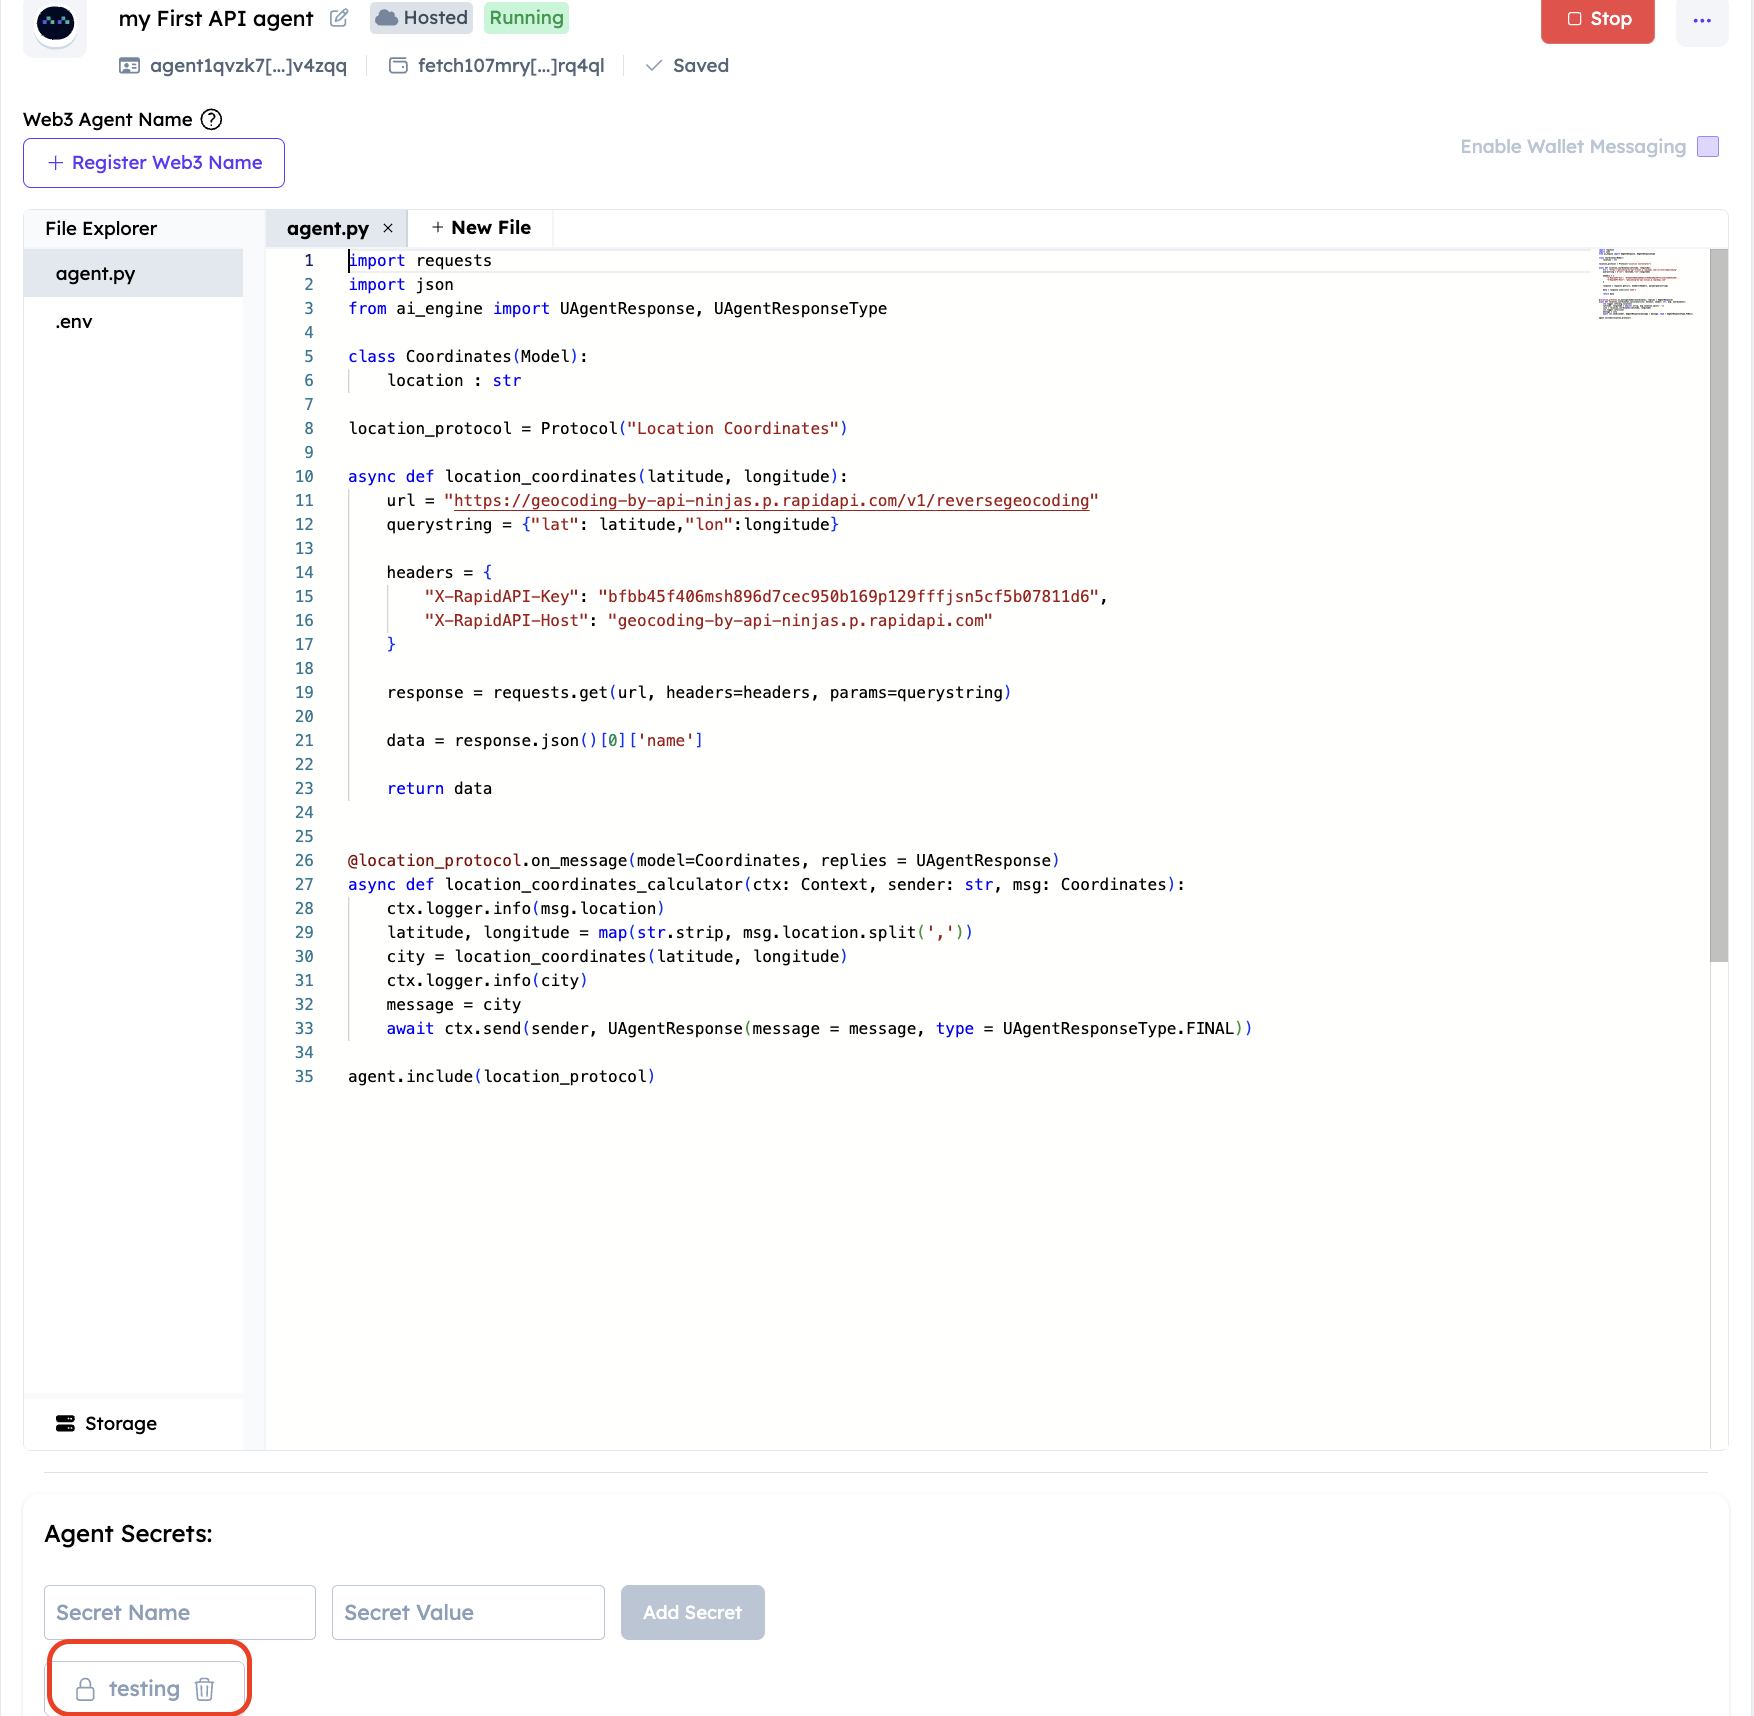 my First API agent Hosted Running Stop
agent1qvzk7[...]v4zqq fetch107mry[...]rq4ql Saved
Web3 Agent Name
+ Register Web3 Name
Enable Wallet Messaging
File Explorer
agent.py
.env
Storage
agent.py × + New File
1 import requests
2 import json
3 from ai_engine import UAgentResponse, UAgentResponseType
4
5 class Coordinates(Model):
6     location : str
7
8 location_protocol = Protocol("Location Coordinates")
9
10 async def location_coordinates(latitude, longitude):
11     url = "https://geocoding-by-api-ninjas.p.rapidapi.com/v1/reversegeocoding"
12     querystring = {"lat": latitude,"lon":longitude}
13
14     headers = {
15         "X-RapidAPI-Key": "bfbb45f406msh896d7cec950b169p129fffjsn5cf5b07811d6",
16         "X-RapidAPI-Host": "geocoding-by-api-ninjas.p.rapidapi.com"
17     }
18
19     response = requests.get(url, headers=headers, params=querystring)
20
21     data = response.json()[0]['name']
22
23     return data
24
25
26 @location_protocol.on_message(model=Coordinates, replies = UAgentResponse)
27 async def location_coordinates_calculator(ctx: Context, sender: str, msg: Coordinates):
28     ctx.logger.info(msg.location)
29     latitude, longitude = map(str.strip, msg.location.split(','))
30     city = location_coordinates(latitude, longitude)
31     ctx.logger.info(city)
32     message = city
33     await ctx.send(sender, UAgentResponse(message = message, type = UAgentResponseType.FINAL))
34
35 agent.include(location_protocol)
Agent Secrets:
Secret Name Secret Value Add Secret
testing